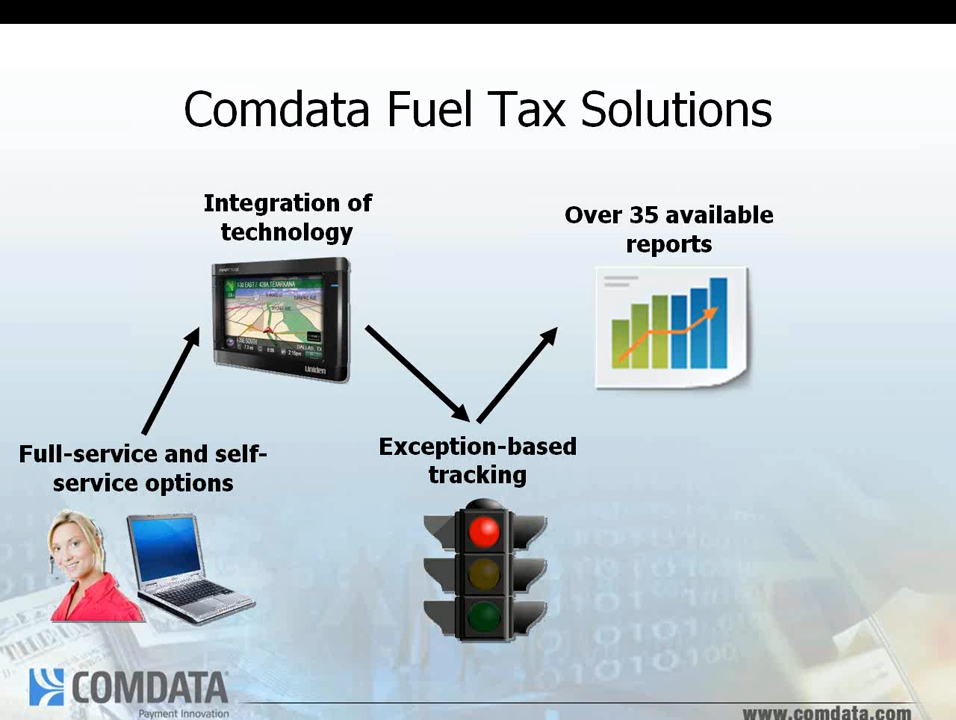 Comdata Fuel Tax Solutions
Integration of
technology
Over 35 available
reports
Uniden
Full-service and self-
service options
Exception-based
tracking
COMDATA
Payment Innovation
www.comdata.com